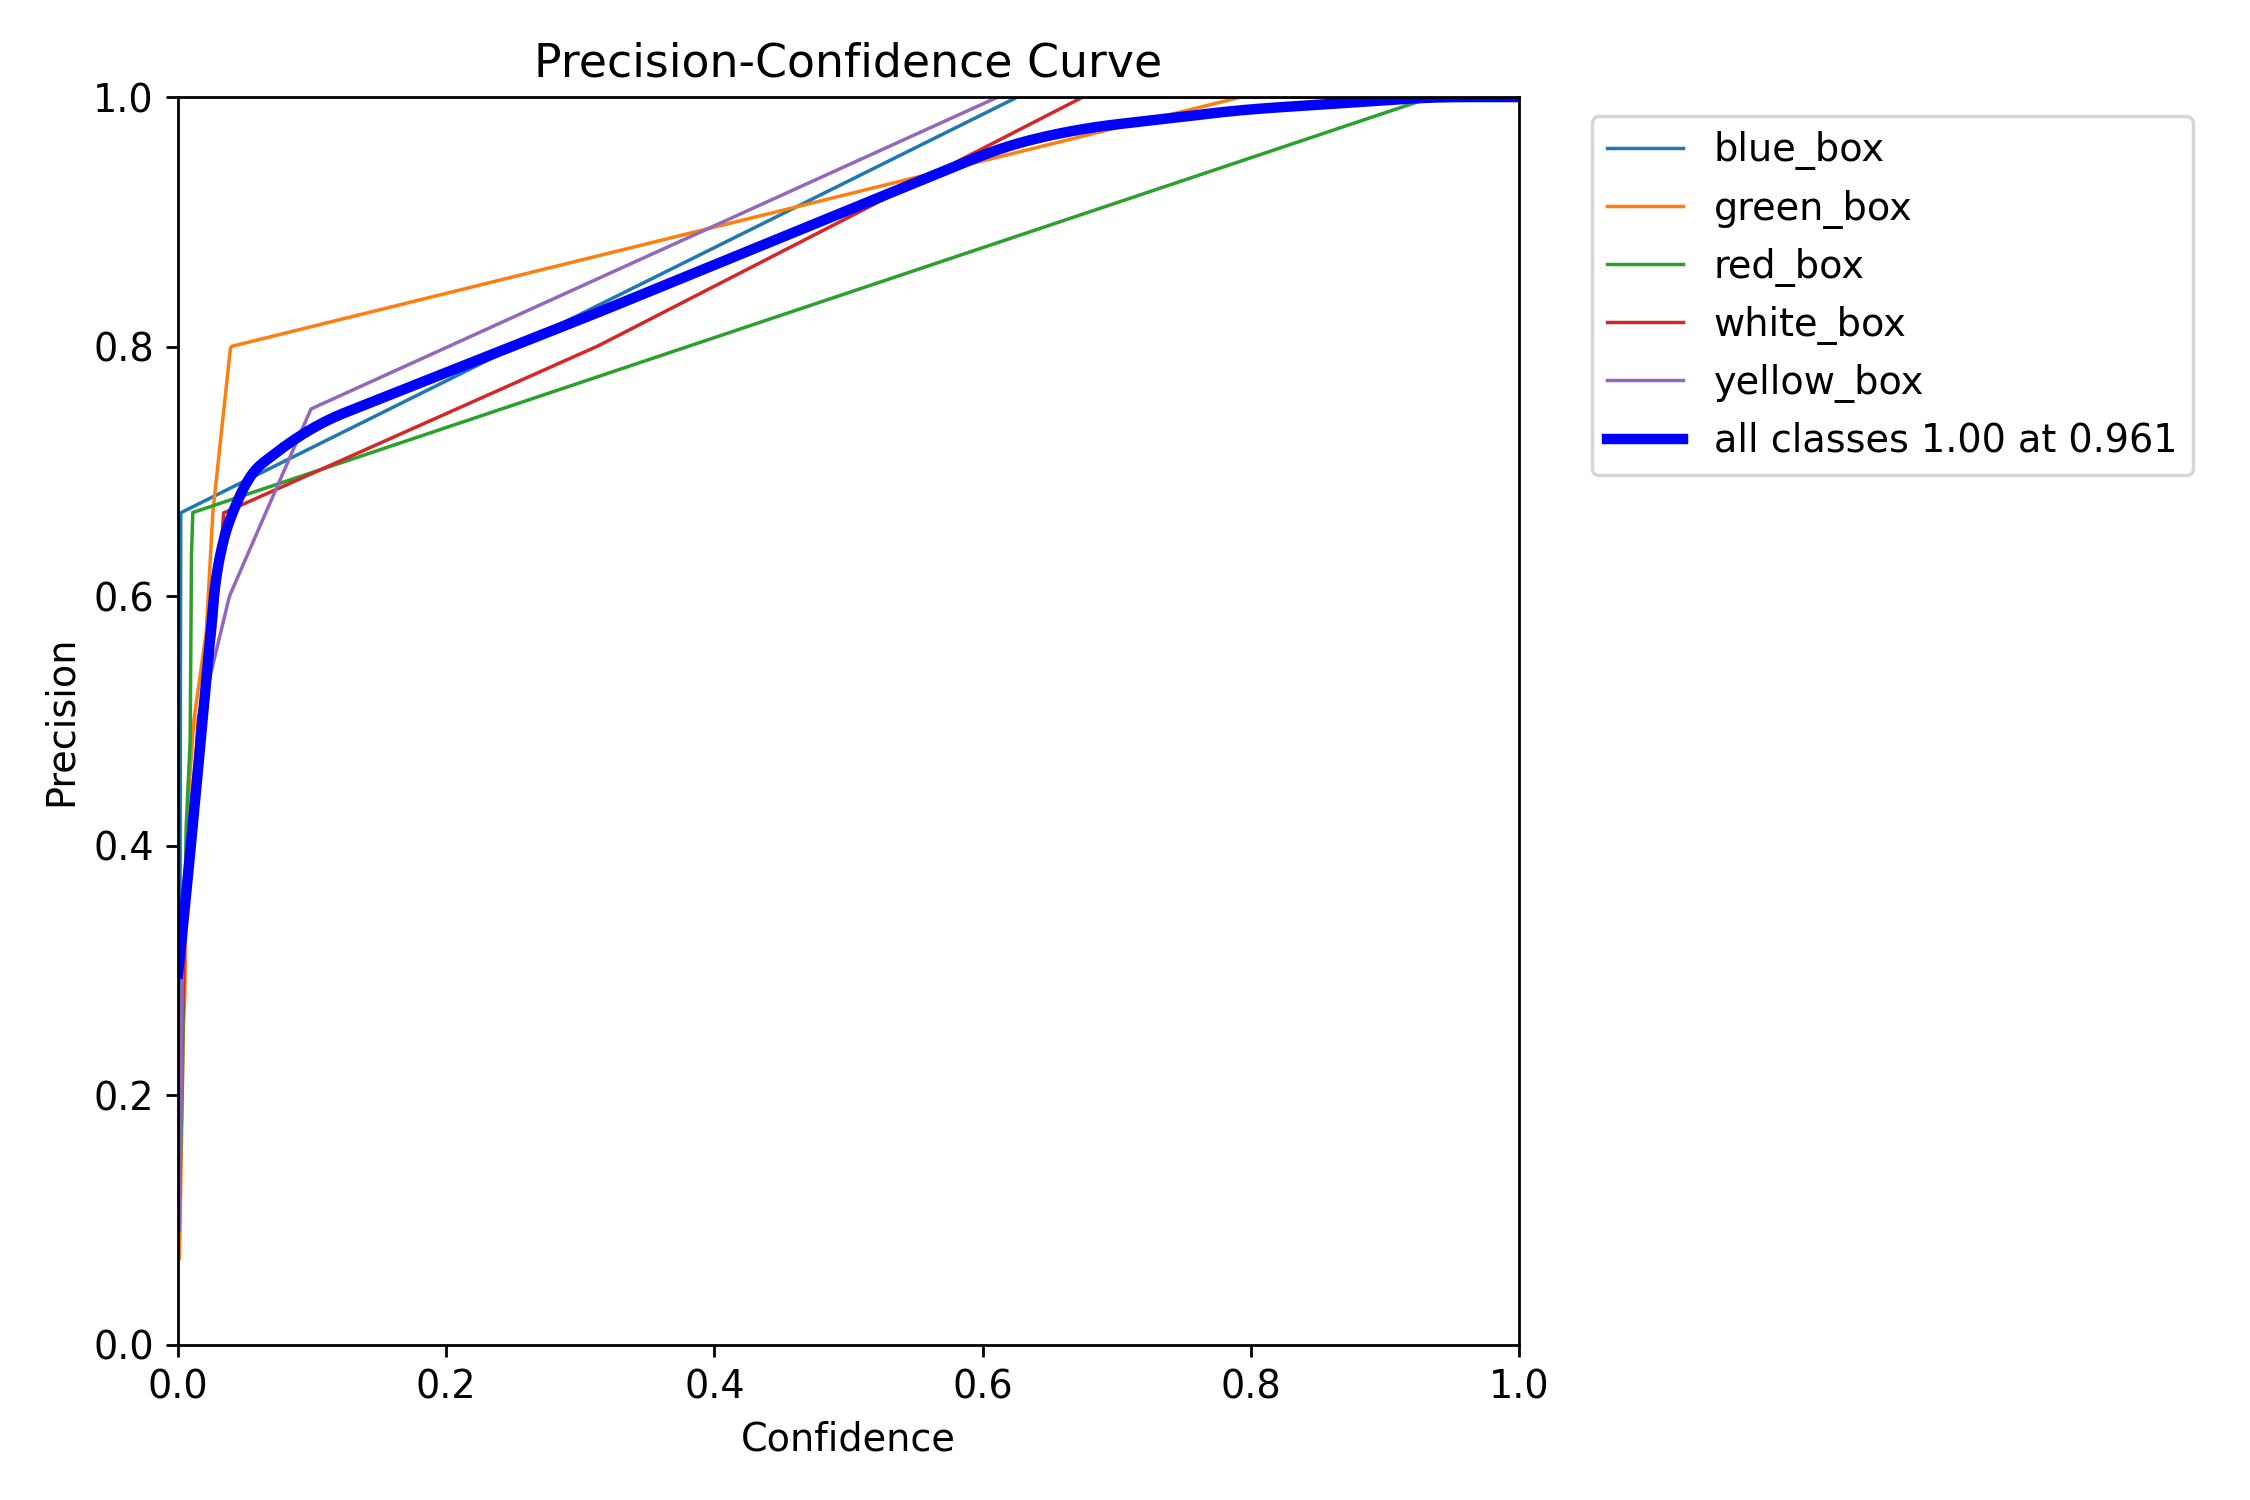 Precision-Confidence Curve
1.0
0.8
0.6
0.4
0.2
0.0
Precision
0.0 0.2 0.4 0.6 0.8 1.0
Confidence
blue_box
green_box
red_box
white_box
yellow_box
all classes 1.00 at 0.961